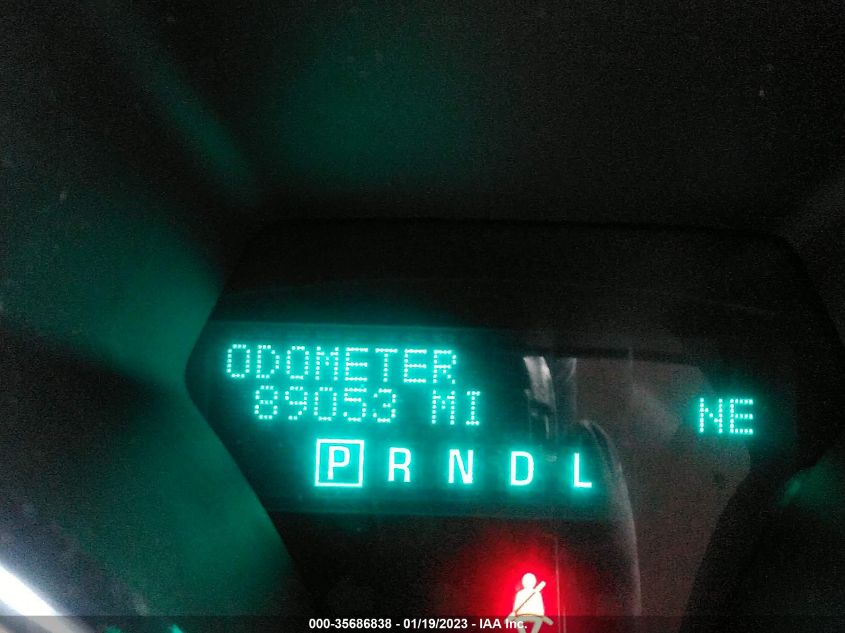 ODOMETER
89053 MI
NE
P R N D L
000-35686838 - 01/19/2023 - IAA Inc.